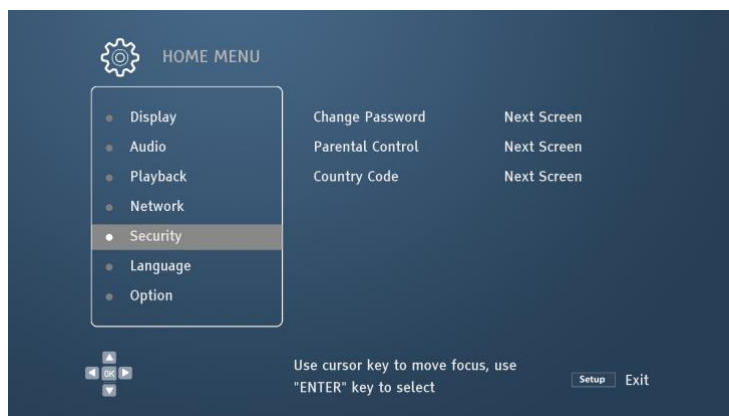 HOME MENU
Display
Audio
Playback
Network
Security
Language
Option
Change Password Next Screen
Parental Control Next Screen
Country Code Next Screen
OK
Use cursor key to move focus, use
"ENTER" key to select
Setup Exit